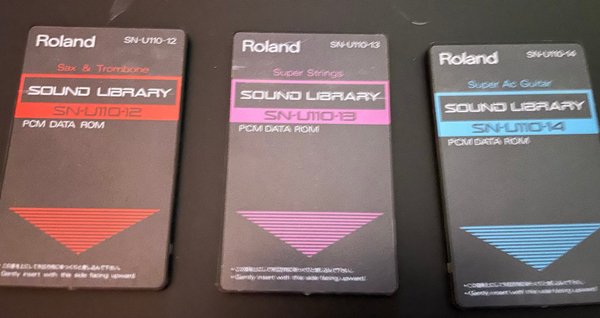 Roland SN-U110-12
Sax & Trombone
SOUND LIBRARY
SN-U110-12
PCM DATA ROM
(Gently insert with this side facing upward)
Roland SN-U110-13
Super Strings
SOUND LIBRARY
SN-U110-13
PCM DATA ROM
(Gently insert with this side facing upward)
Roland SN-U110-14
Super Ac Guitar
SOUND LIBRARY
SN-U110-14
PCM DATA ROM
(Gently insert with this side facing upward)